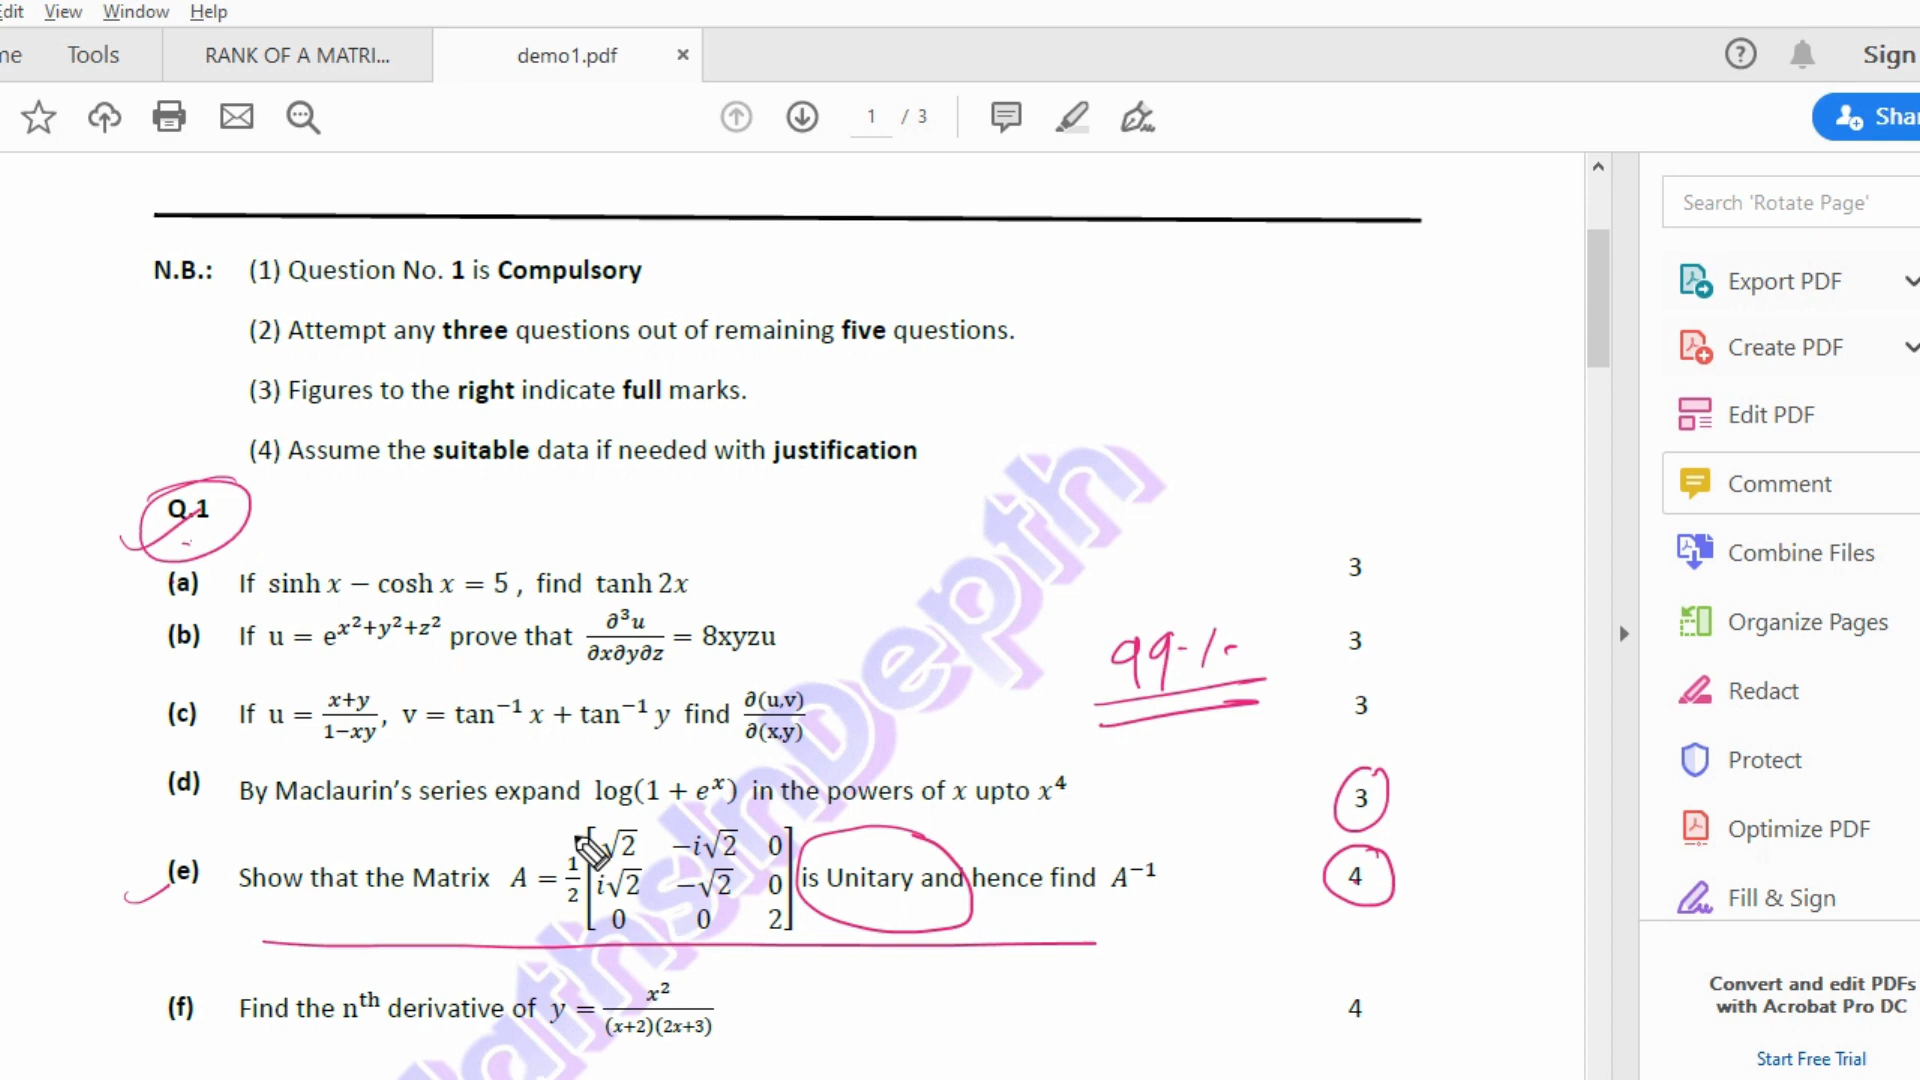 Edit View Window Help
me Tools RANK OF A MATRI... demo1.pdf × ? Sign
1 / 3 Shar
Search 'Rotate Page'
Export PDF
Create PDF
Edit PDF
Comment
Combine Files
Organize Pages
Redact
Protect
Optimize PDF
Fill & Sign
Convert and edit PDFs
with Acrobat Pro DC
Start Free Trial
N.B.: (1) Question No. 1 is Compulsory
(2) Attempt any three questions out of remaining five questions.
(3) Figures to the right indicate full marks.
(4) Assume the suitable data if needed with justification
Q.1
(a) If sinh x − cosh x = 5 , find tanh 2x 3
(b) If u = e^{x²+y²+z²} prove that ∂³u/∂x∂y∂z = 8xyzu 3
99·/·
(c) If u = (x+y)/(1−xy), v = tan⁻¹ x + tan⁻¹ y find ∂(u,v)/∂(x,y) 3
(d) By Maclaurin's series expand log(1 + eˣ) in the powers of x upto x⁴ 3
(e) Show that the Matrix A = 1/2 [√2 −i√2 0; i√2 −√2 0; 0 0 2] is Unitary and hence find A⁻¹ 4
(f) Find the nᵗʰ derivative of y = x²/((x+2)(2x+3)) 4
MathsInDepth